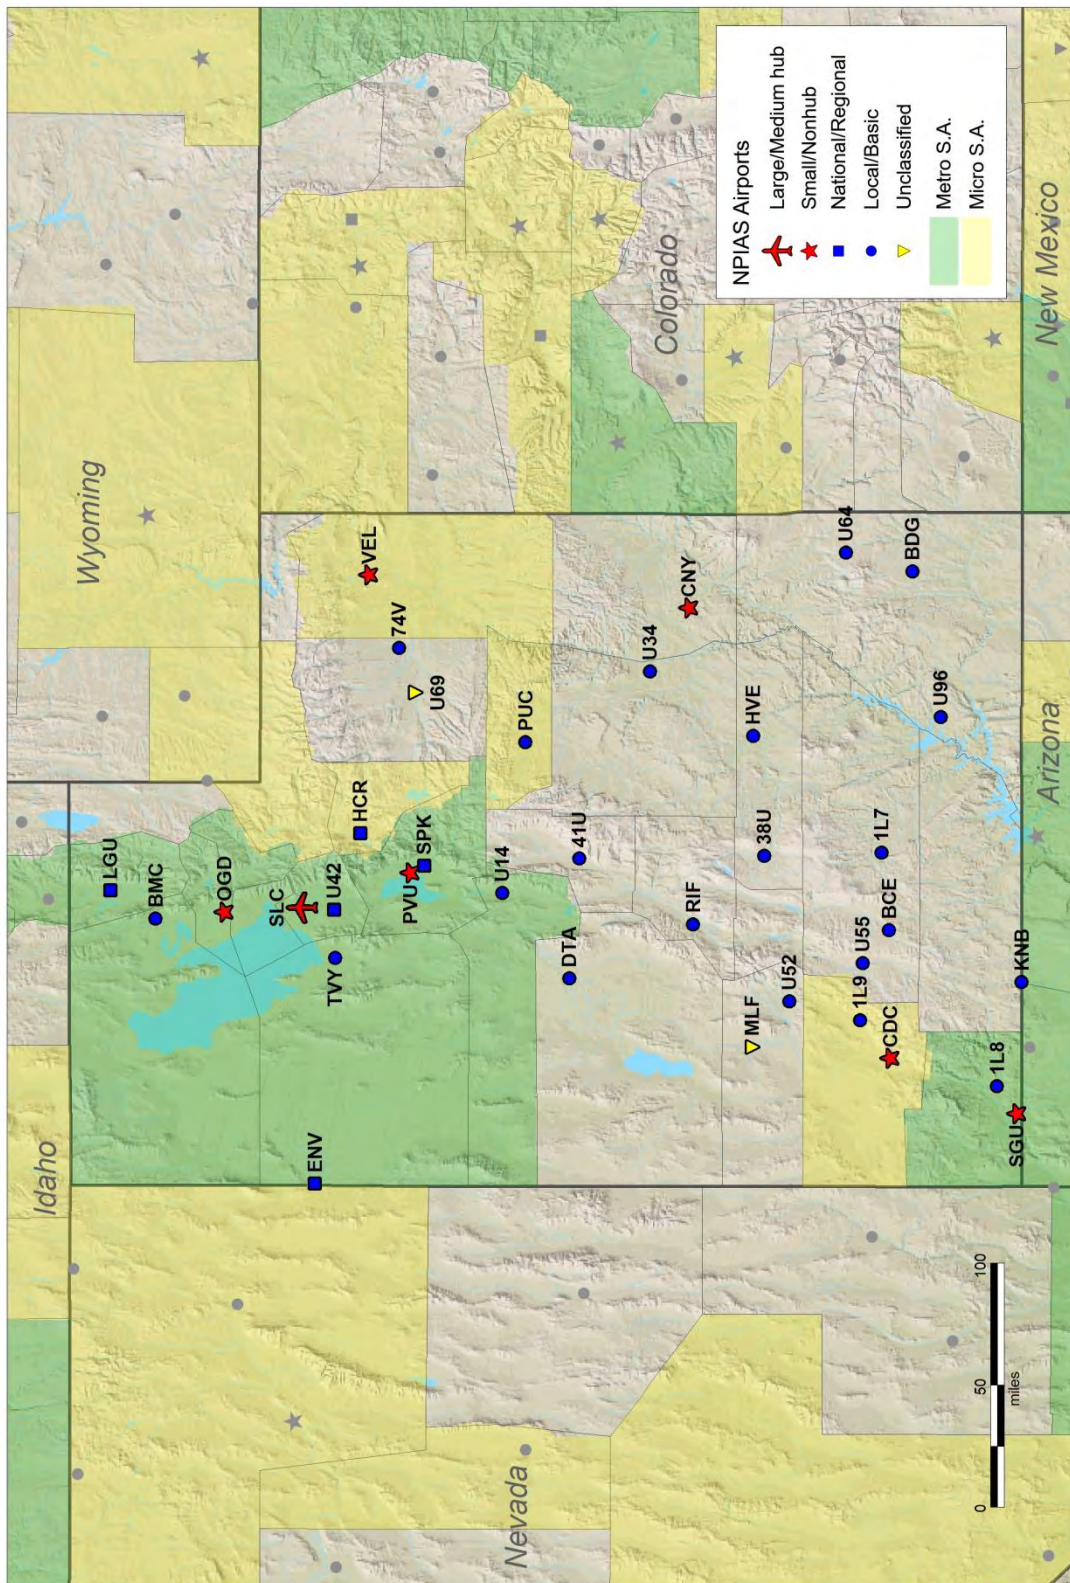 Idaho
Wyoming
Nevada
Colorado
Arizona
New Mexico
LGU
BMC
OGD
SLC
U42
TVY
ENV
HCR
PVU
SPK
VEL
74V
U69
U14
PUC
DTA
41U
U34
CNY
RIF
MLF
U52
38U
HVE
1L9
U55
CDC
BCE
1L7
U64
BDG
U96
1L8
SGU
KNB
NPIAS Airports
Large/Medium hub
Small/Nonhub
National/Regional
Local/Basic
Unclassified
Metro S.A.
Micro S.A.
0 50 100
miles